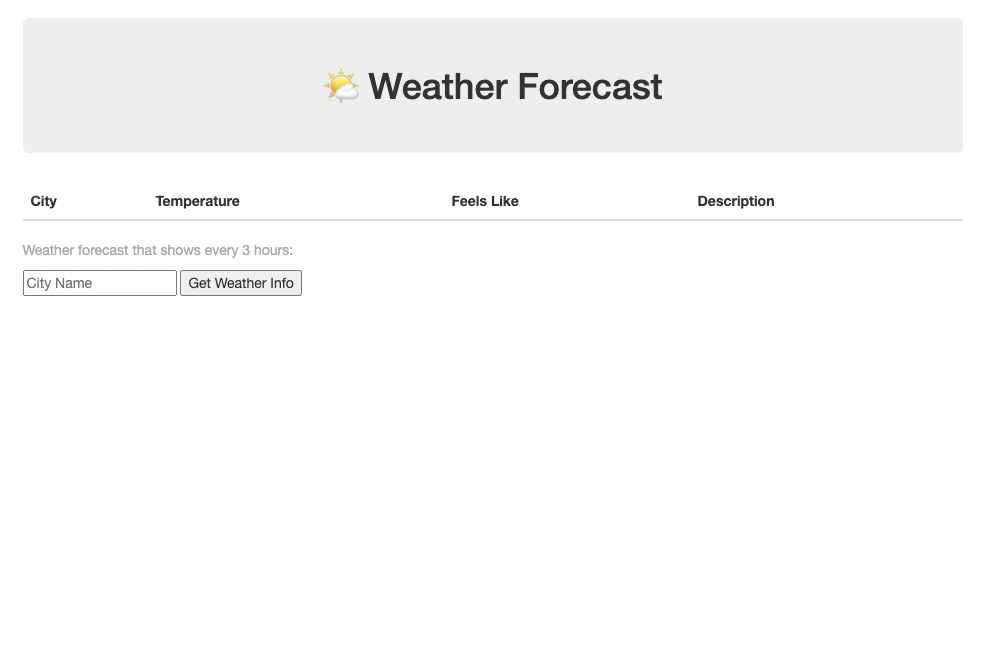 🌤️ Weather Forecast
City Temperature Feels Like Description
Weather forecast that shows every 3 hours:
City Name Get Weather Info